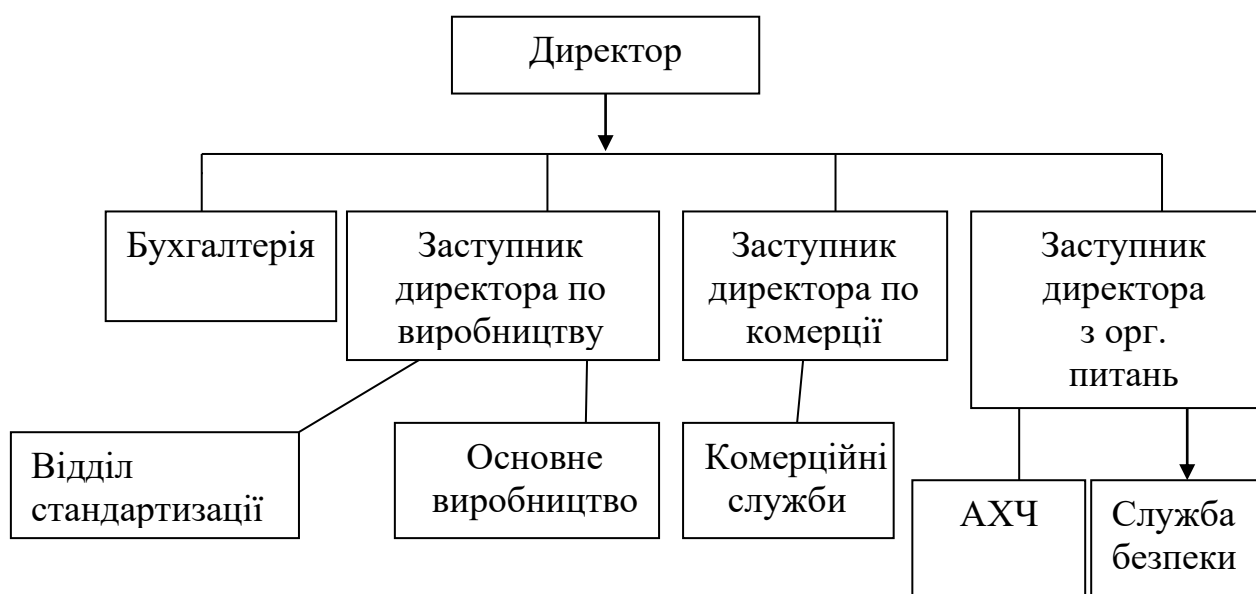 Директор
Бухгалтерія
Заступник
директора по
виробництву
Заступник
директора по
комерції
Заступник
директора
з орг.
питань
Відділ
стандартизації
Основне
виробництво
Комерційні
служби
АХЧ
Служба
безпеки